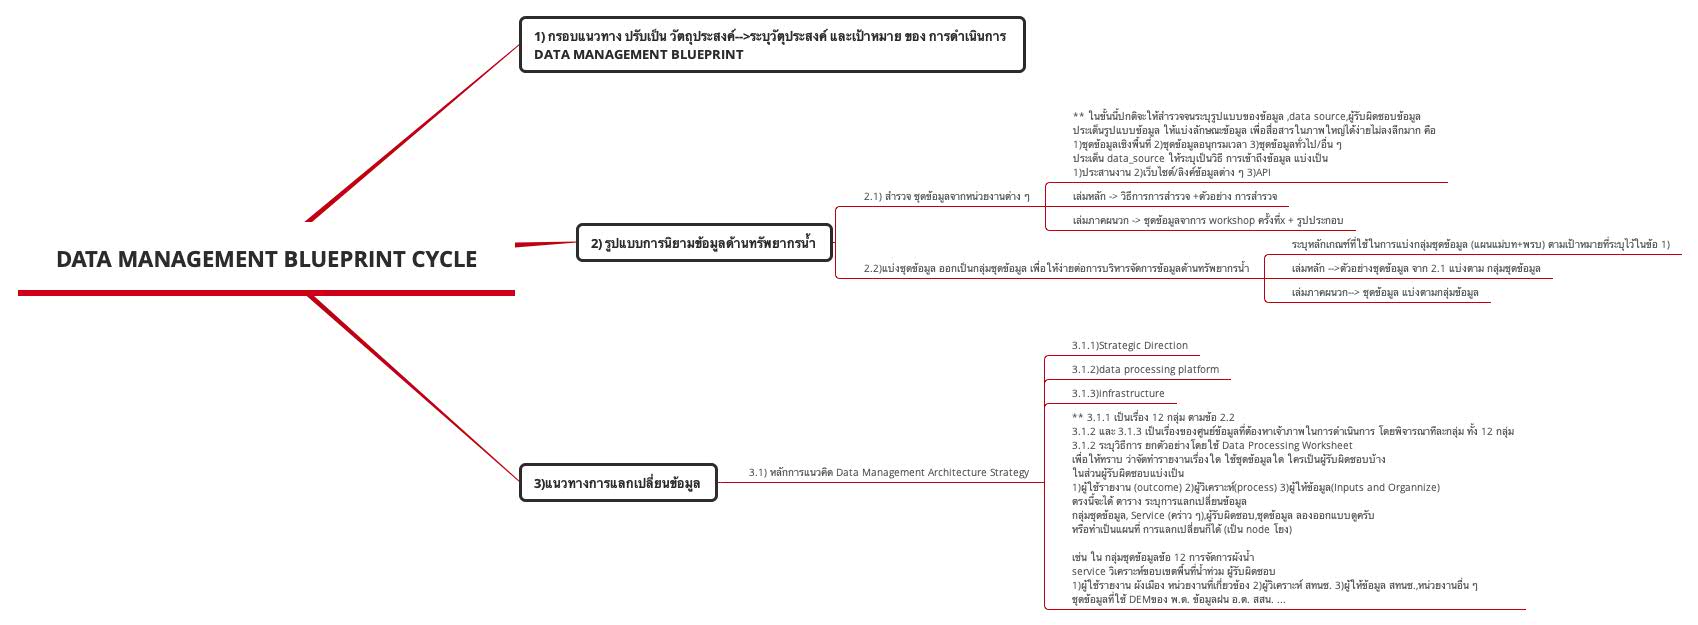 DATA MANAGEMENT BLUEPRINT CYCLE
1) กรอบแนวทาง ปรับเป็น วัตถุประสงค์-->ระบุวัตุประสงค์ และเป้าหมาย ของ การดำเนินการ
DATA MANAGEMENT BLUEPRINT
2) รูปแบบการนิยามข้อมูลด้านทรัพยากรน้ำ
2.1) สำรวจ ชุดข้อมูลจากหน่วยงานต่าง ๆ
** ในขั้นนี้ปกติจะให้สำรวจจนระบุรูปแบบของข้อมูล ,data source,ผู้รับผิดชอบข้อมูล
ประเด็นรูปแบบข้อมูล ให้แบ่งลักษณะข้อมูล เพื่อสื่อสารในภาพใหญ่ได้ง่ายไม่ลงลึกมาก คือ
1)ชุดข้อมูลเชิงพื้นที่ 2)ชุดข้อมูลอนุกรมเวลา 3)ชุดข้อมูลทั่วไป/อื่น ๆ
ประเด็น data_source ให้ระบุเป็นวิธี การเข้าถึงข้อมูล แบ่งเป็น
1)ประสานงาน 2)เว็บไซต์/ลิงค์ข้อมูลต่าง ๆ 3)API
เล่มหลัก -> วิธีการการสำรวจ +ตัวอย่าง การสำรวจ
เล่มภาคผนวก -> ชุดข้อมูลจาการ workshop ครั้งที่x + รูปประกอบ
2.2)แบ่งชุดข้อมูล ออกเป็นกลุ่มชุดข้อมูล เพื่อให้ง่ายต่อการบริหารจัดการข้อมูลด้านทรัพยากรน้ำ
ระบุหลักเกณฑ์ที่ใช้ในการแบ่งกลุ่มชุดข้อมูล (แผนแม่บท+พรบ) ตามเป้าหมายที่ระบุไว้ในข้อ 1)
เล่มหลัก -->ตัวอย่างชุดข้อมูล จาก 2.1 แบ่งตาม กลุ่มชุดข้อมูล
เล่มภาคผนวก--> ชุดข้อมูล แบ่งตามกลุ่มข้อมูล
3)แนวทางการแลกเปลี่ยนข้อมูล
3.1) หลักการแนวคิด Data Management Architecture Strategy
3.1.1)Strategic Direction
3.1.2)data processing platform
3.1.3)infrastructure
** 3.1.1 เป็นเรื่อง 12 กลุ่ม ตามข้อ 2.2
3.1.2 และ 3.1.3 เป็นเรื่องของศูนย์ข้อมูลที่ต้องหาเจ้าภาพในการดำเนินการ โดยพิจารณาทีละกลุ่ม ทั้ง 12 กลุ่ม
3.1.2 ระบุวิธีการ ยกตัวอย่างโดยใช้ Data Processing Worksheet
เพื่อให้ทราบ ว่าจัดทำรายงานเรื่องใด ใช้ชุดข้อมูลใด ใครเป็นผู้รับผิดชอบบ้าง
ในส่วนผู้รับผิดชอบแบ่งเป็น
1)ผู้ใช้รายงาน (outcome) 2)ผู้วิเคราะห์(process) 3)ผู้ให้ข้อมูล(Inputs and Organnize)
ตรงนี้จะได้ ตาราง ระบุการแลกเปลี่ยนข้อมูล
กลุ่มชุดข้อมูล, Service (คร่าว ๆ),ผู้รับผิดชอบ,ชุดข้อมูล ลองออกแบบดูครับ
หรือทำเป็นแผนที่ การแลกเปลี่ยนก็ได้ (เป็น node โยง)
เช่น ใน กลุ่มชุดข้อมูลข้อ 12 การจัดการผังน้ำ
service วิเคราะห์ขอบเขตพื้นที่น้ำท่วม ผู้รับผิดชอบ
1)ผู้ใช้รายงาน ผังเมือง หน่วยงานที่เกี่ยวข้อง 2)ผู้วิเคราะห์ สทนช. 3)ผู้ให้ข้อมูล สทนช.,หน่วยงานอื่น ๆ
ชุดข้อมูลที่ใช้ DEMของ พ.ด. ข้อมูลฝน อ.ต. สสน. ...